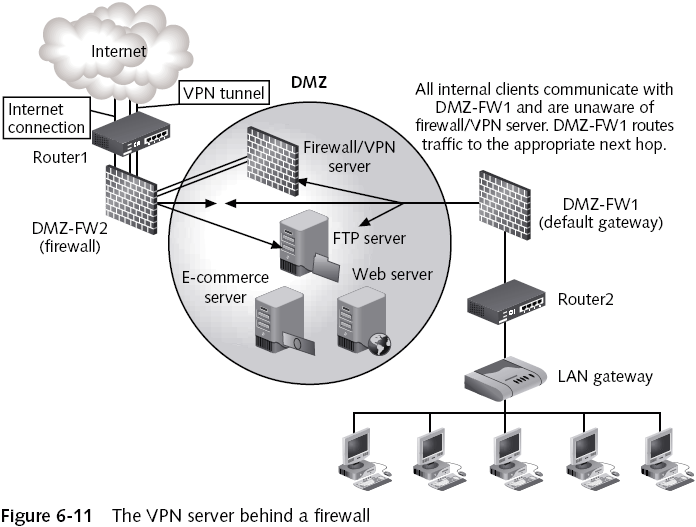 Internet
DMZ
VPN tunnel
Internet
connection
Router1
All internal clients communicate with
DMZ-FW1 and are unaware of
firewall/VPN server. DMZ-FW1 routes
traffic to the appropriate next hop.
Firewall/VPN
server
DMZ-FW2
(firewall)
DMZ-FW1
(default gateway)
FTP server
E-commerce
server
Web server
Router2
LAN gateway
Figure 6-11 The VPN server behind a firewall